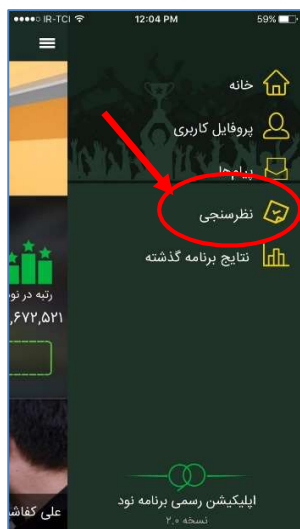 IR-TCI 12:04 PM 59%
خانه
پروفایل کاربری
پیام‌ها
نظرسنجی
نتایج برنامه گذشته
رتبه در نو
,۶۷۲,۵۲۱
علی کفاش
اپلیکیشن رسمی برنامه نود
نسخه ۲.۰